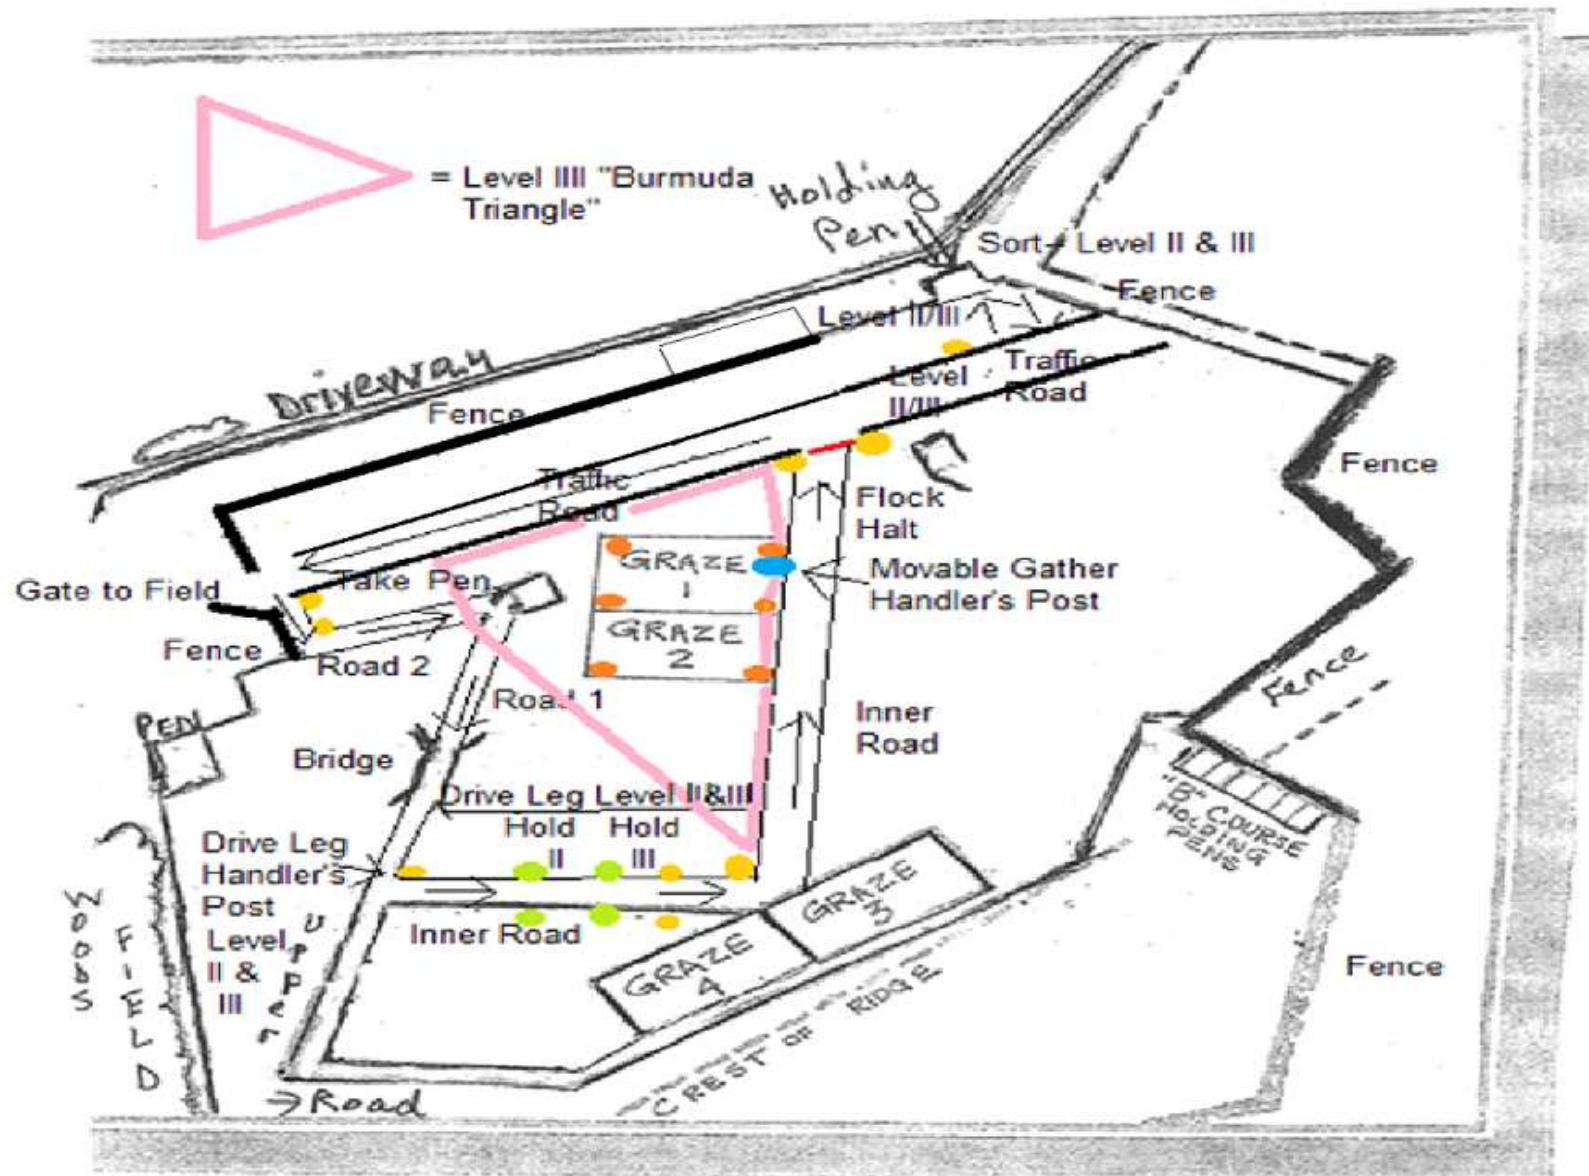 = Level IIII "Burmuda
Triangle"
Holding
Pen
Sort - Level II & III
Fence
Level II/III
Driveway
Fence
Level
II/III
Traffic
Road
Traffic
Road
Fence
Flock
Halt
Gate to Field
Take Pen
GRAZE
1
Movable Gather
Handler's Post
Fence
Road 2
GRAZE
2
Fence
Road 1
PEN
Bridge
Inner
Road
"B" COURSE
HOLDING
PENS
Drive Leg Level II&III
Hold
II
Hold
III
Drive Leg
Handler's
Post
Level
II &
III
Upper
GRAZE
3
Inner Road
GRAZE
4
WOODS
FIELD
Fence
CREST OF RIDGE
Road